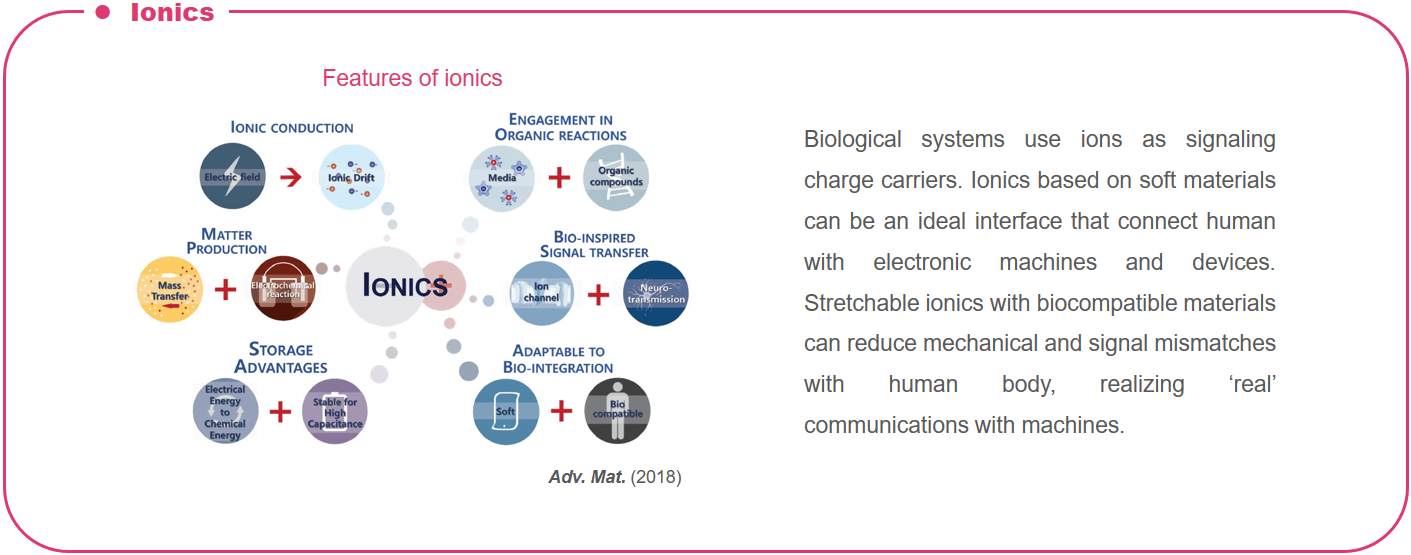 Ionics
Features of ionics
IONIC CONDUCTION
Electric field
Ionic Drift
ENGAGEMENT IN
ORGANIC REACTIONS
Media
+
Organic
compounds
MATTER
PRODUCTION
Mass
Transfer
+
Electrochemical
reaction
IONICS
BIO-INSPIRED
SIGNAL TRANSFER
Ion
channel
+
Neuro-
transmission
STORAGE
ADVANTAGES
Electrical
Energy
to
Chemical
Energy
+
Stable for
High
Capacitance
ADAPTABLE TO
BIO-INTEGRATION
Soft
+
Bio
compatible
Adv. Mat. (2018)
Biological systems use ions as signaling
charge carriers. Ionics based on soft materials
can be an ideal interface that connect human
with electronic machines and devices.
Stretchable ionics with biocompatible materials
can reduce mechanical and signal mismatches
with human body, realizing ‘real’
communications with machines.